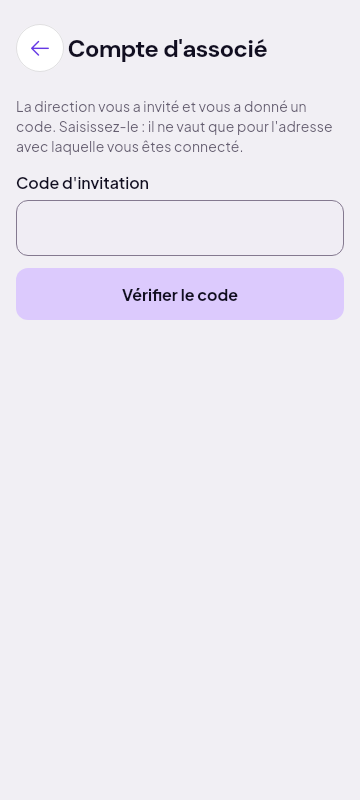 Compte d'associé
La direction vous a invité et vous a donné un
code. Saisissez-le : il ne vaut que pour l'adresse
avec laquelle vous êtes connecté.
Code d'invitation
Vérifier le code